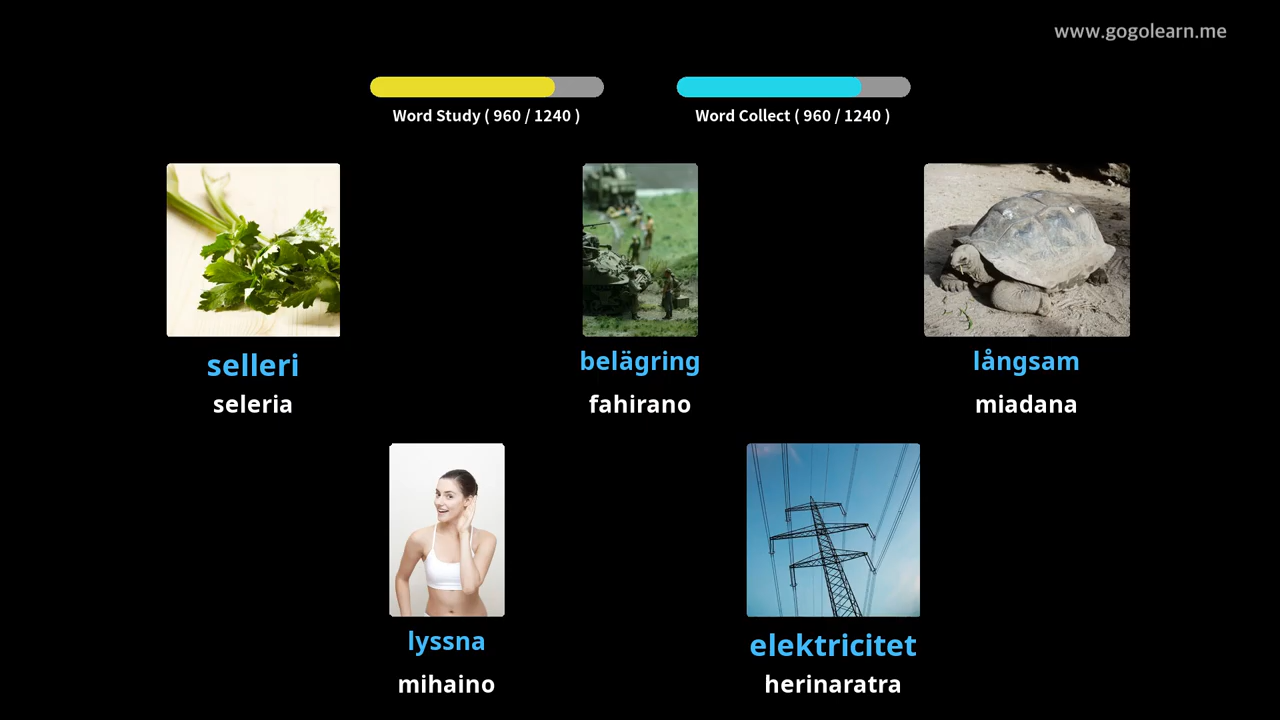 www.gogolearn.me
Word Study ( 960 / 1240 )
Word Collect ( 960 / 1240 )
selleri
seleria
belägring
fahirano
långsam
miadana
lyssna
mihaino
elektricitet
herinaratra